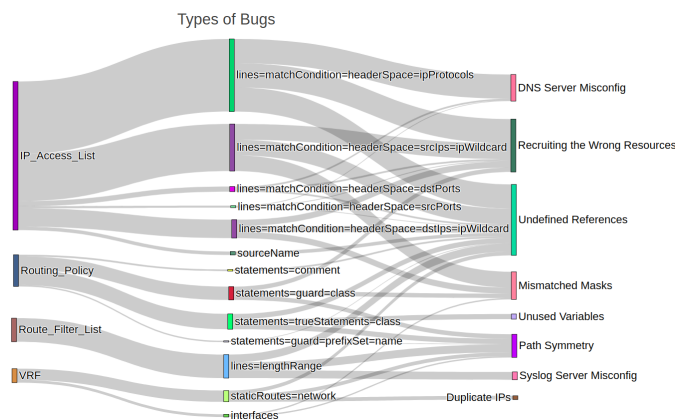 Types of Bugs
IP_Access_List
Routing_Policy
Route_Filter_List
VRF
lines=matchCondition=headerSpace=ipProtocols
lines=matchCondition=headerSpace=srcIps=ipWildcard
lines=matchCondition=headerSpace=dstPorts
lines=matchCondition=headerSpace=srcPorts
lines=matchCondition=headerSpace=dstIps=ipWildcard
sourceName
statements=comment
statements=guard=class
statements=trueStatements=class
statements=guard=prefixSet=name
lines=lengthRange
staticRoutes=network
interfaces
DNS Server Misconfig
Recruiting the Wrong Resources
Undefined References
Mismatched Masks
Unused Variables
Path Symmetry
Syslog Server Misconfig
Duplicate IPs